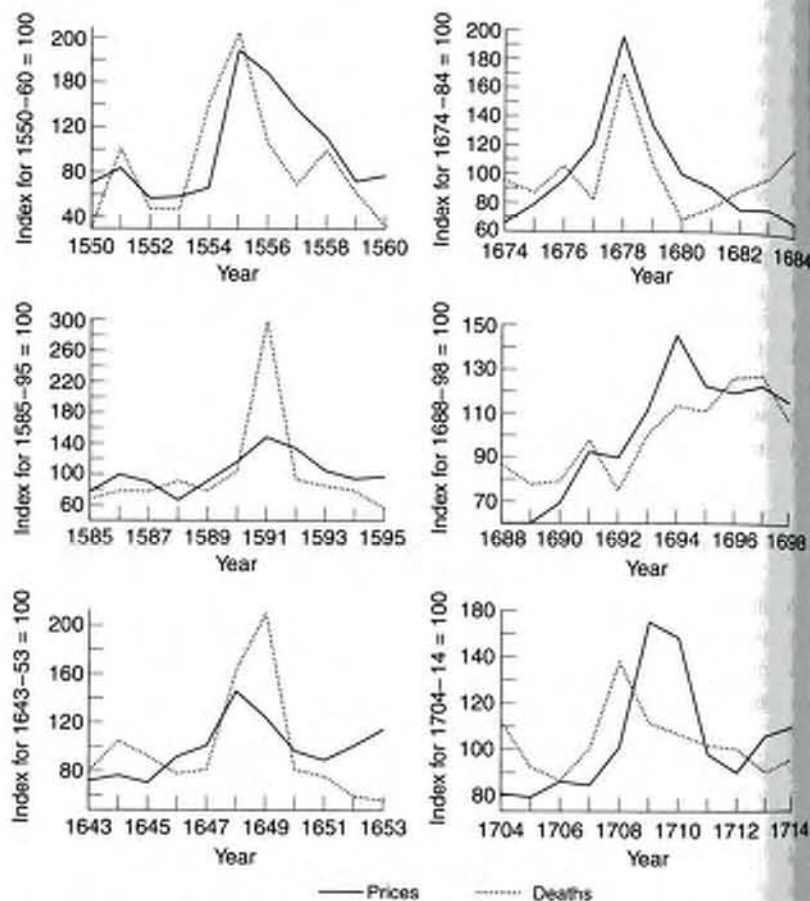 Index for 1550–60 = 100
200
180
120
80
40
1550 1552 1554 1556 1558 1560
Year
Index for 1674–84 = 100
200
180
160
140
120
100
80
60
1674 1676 1678 1680 1682 1684
Year
Index for 1585–95 = 100
300
260
220
180
140
100
60
1585 1587 1589 1591 1593 1595
Year
Index for 1688–98 = 100
150
130
110
90
70
1688 1690 1692 1694 1696 1698
Year
Index for 1643–53 = 100
200
160
120
80
1643 1645 1647 1649 1651 1653
Year
Index for 1704–14 = 100
180
140
120
100
80
1704 1706 1708 1710 1712 1714
Year
Prices Deaths